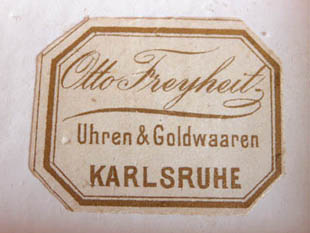 Otto Freyheit
Uhren & Goldwaaren
KARLSRUHE